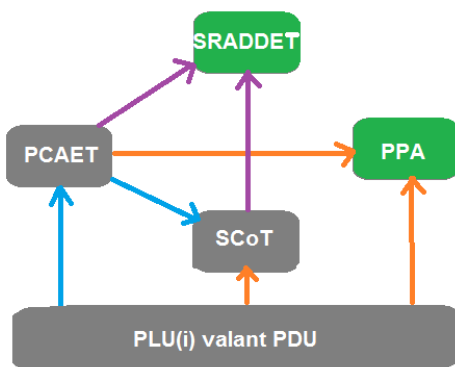 SRADDET
PCAET
PPA
SCoT
PLU(i) valant PDU